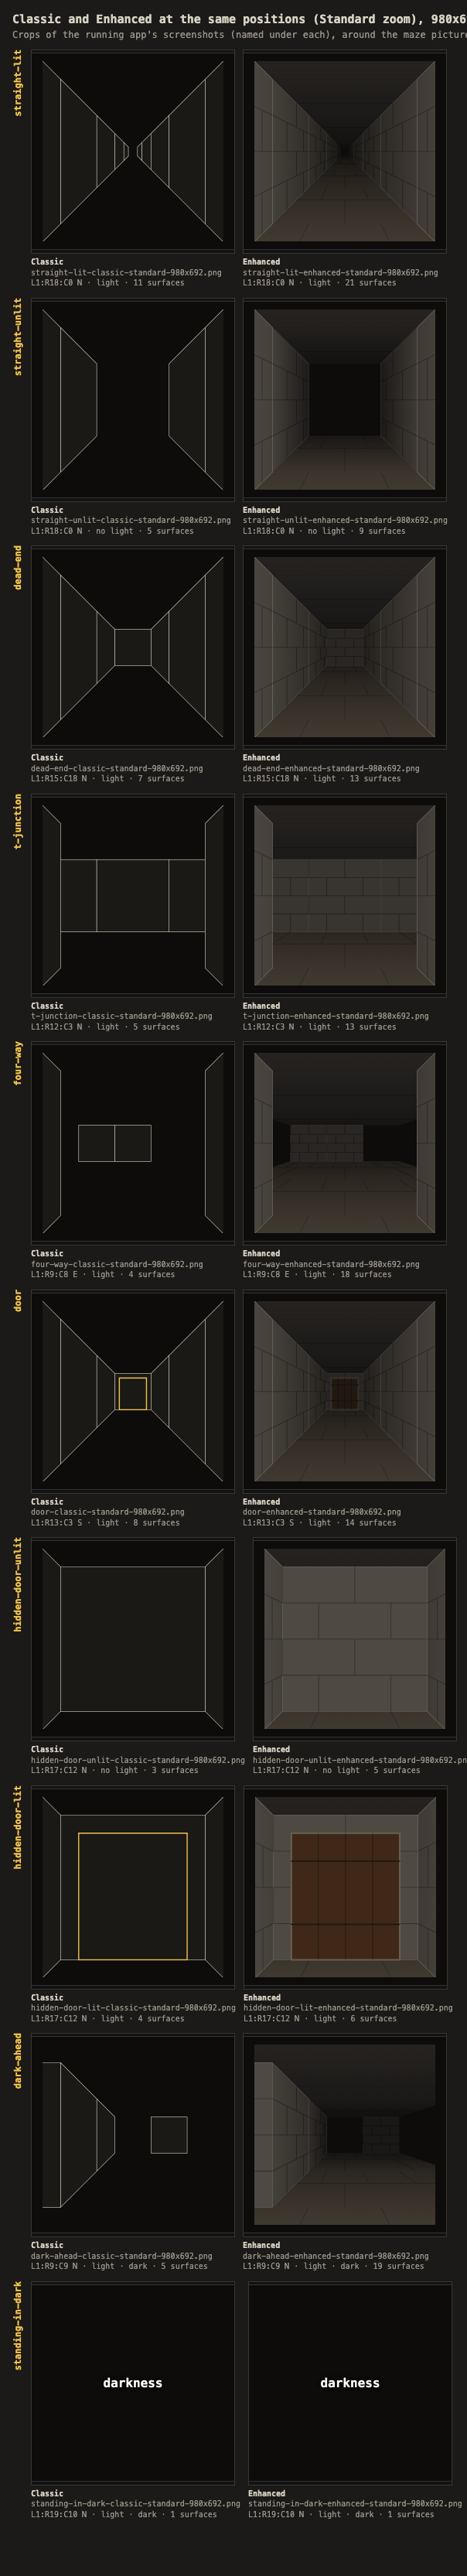 Classic and Enhanced at the same positions (Standard zoom), 980x6
Crops of the running app's screenshots (named under each), around the maze picture
straight-lit
Classic
straight-lit-classic-standard-980x692.png
L1:R18:C0 N · light · 11 surfaces
Enhanced
straight-lit-enhanced-standard-980x692.png
L1:R18:C0 N · light · 21 surfaces
straight-unlit
Classic
straight-unlit-classic-standard-980x692.png
L1:R18:C0 N · no light · 5 surfaces
Enhanced
straight-unlit-enhanced-standard-980x692.png
L1:R18:C0 N · no light · 9 surfaces
dead-end
Classic
dead-end-classic-standard-980x692.png
L1:R15:C18 N · light · 7 surfaces
Enhanced
dead-end-enhanced-standard-980x692.png
L1:R15:C18 N · light · 13 surfaces
t-junction
Classic
t-junction-classic-standard-980x692.png
L1:R12:C3 N · light · 5 surfaces
Enhanced
t-junction-enhanced-standard-980x692.png
L1:R12:C3 N · light · 13 surfaces
four-way
Classic
four-way-classic-standard-980x692.png
L1:R9:C8 E · light · 4 surfaces
Enhanced
four-way-enhanced-standard-980x692.png
L1:R9:C8 E · light · 18 surfaces
door
Classic
door-classic-standard-980x692.png
L1:R13:C3 S · light · 8 surfaces
Enhanced
door-enhanced-standard-980x692.png
L1:R13:C3 S · light · 14 surfaces
hidden-door-unlit
Classic
hidden-door-unlit-classic-standard-980x692.png
L1:R17:C12 N · no light · 3 surfaces
Enhanced
hidden-door-unlit-enhanced-standard-980x692.pn
L1:R17:C12 N · no light · 5 surfaces
hidden-door-lit
Classic
hidden-door-lit-classic-standard-980x692.png
L1:R17:C12 N · light · 4 surfaces
Enhanced
hidden-door-lit-enhanced-standard-980x692.png
L1:R17:C12 N · light · 6 surfaces
dark-ahead
Classic
dark-ahead-classic-standard-980x692.png
L1:R9:C9 N · light · dark · 5 surfaces
Enhanced
dark-ahead-enhanced-standard-980x692.png
L1:R9:C9 N · light · dark · 19 surfaces
standing-in-dark
darkness
Classic
standing-in-dark-classic-standard-980x692.png
L1:R19:C10 N · light · dark · 1 surfaces
darkness
Enhanced
standing-in-dark-enhanced-standard-980x692.png
L1:R19:C10 N · light · dark · 1 surfaces